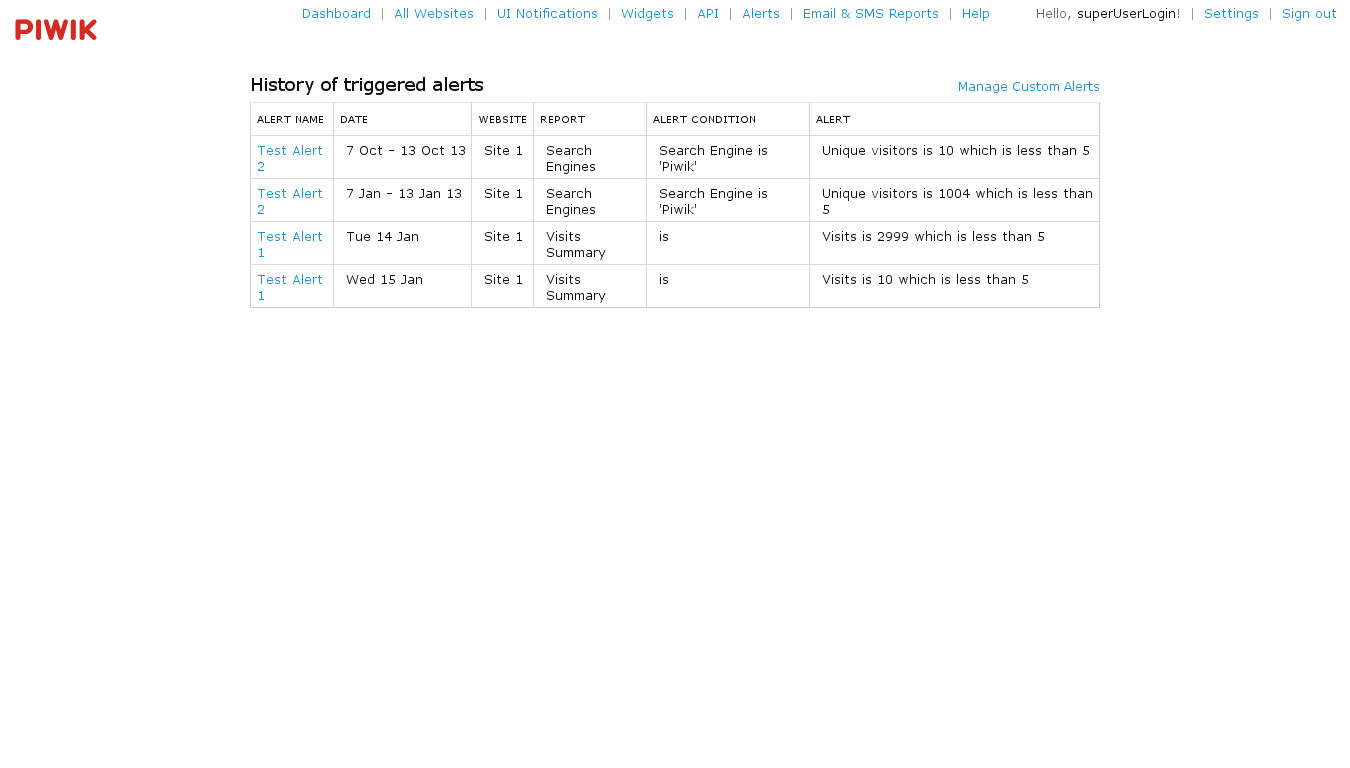 PIWIK
Dashboard | All Websites | UI Notifications | Widgets | API | Alerts | Email & SMS Reports | Help Hello, superUserLogin! | Settings | Sign out
History of triggered alerts Manage Custom Alerts
ALERT NAME DATE WEBSITE REPORT ALERT CONDITION ALERT
Test Alert 7 Oct – 13 Oct 13 Site 1 Search Search Engine is Unique visitors is 10 which is less than 5
2 Engines 'Piwik'
Test Alert 7 Jan – 13 Jan 13 Site 1 Search Search Engine is Unique visitors is 1004 which is less than
2 Engines 'Piwik' 5
Test Alert Tue 14 Jan Site 1 Visits is Visits is 2999 which is less than 5
1 Summary
Test Alert Wed 15 Jan Site 1 Visits is Visits is 10 which is less than 5
1 Summary